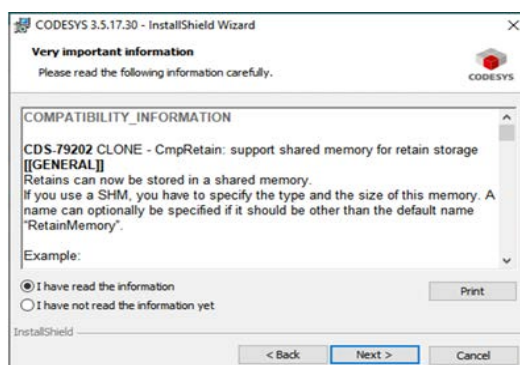 CODESYS 3.5.17.30 - InstallShield Wizard
Very important information
Please read the following information carefully.
CODESYS
COMPATIBILITY_INFORMATION
CDS-79202 CLONE - CmpRetain: support shared memory for retain storage
[[GENERAL]]
Retains can now be stored in a shared memory.
If you use a SHM, you have to specify the type and the size of this memory. A
name can optionally be specified if it should be other than the default name
"RetainMemory".
Example:
I have read the information
Print
I have not read the information yet
InstallShield
< Back
Next >
Cancel